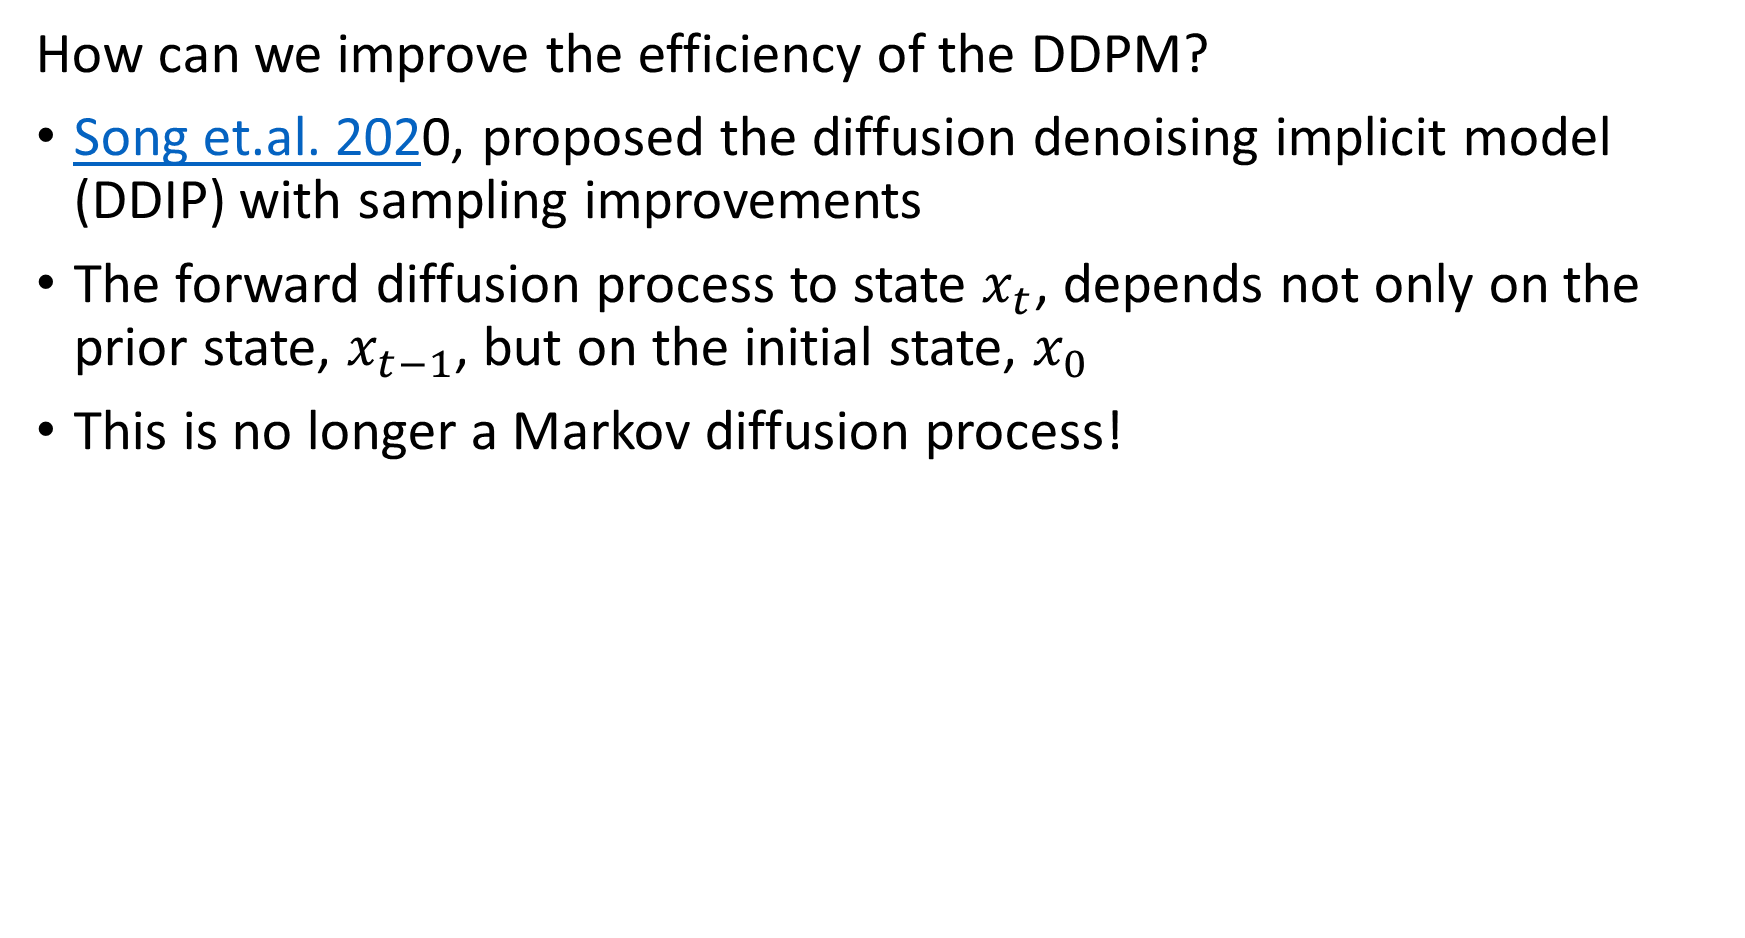 How can we improve the efficiency of the DDPM?
• Song et.al. 2020, proposed the diffusion denoising implicit model
(DDIP) with sampling improvements
• The forward diffusion process to state 𝑥𝑡, depends not only on the
prior state, 𝑥𝑡−1, but on the initial state, 𝑥0
• This is no longer a Markov diffusion process!